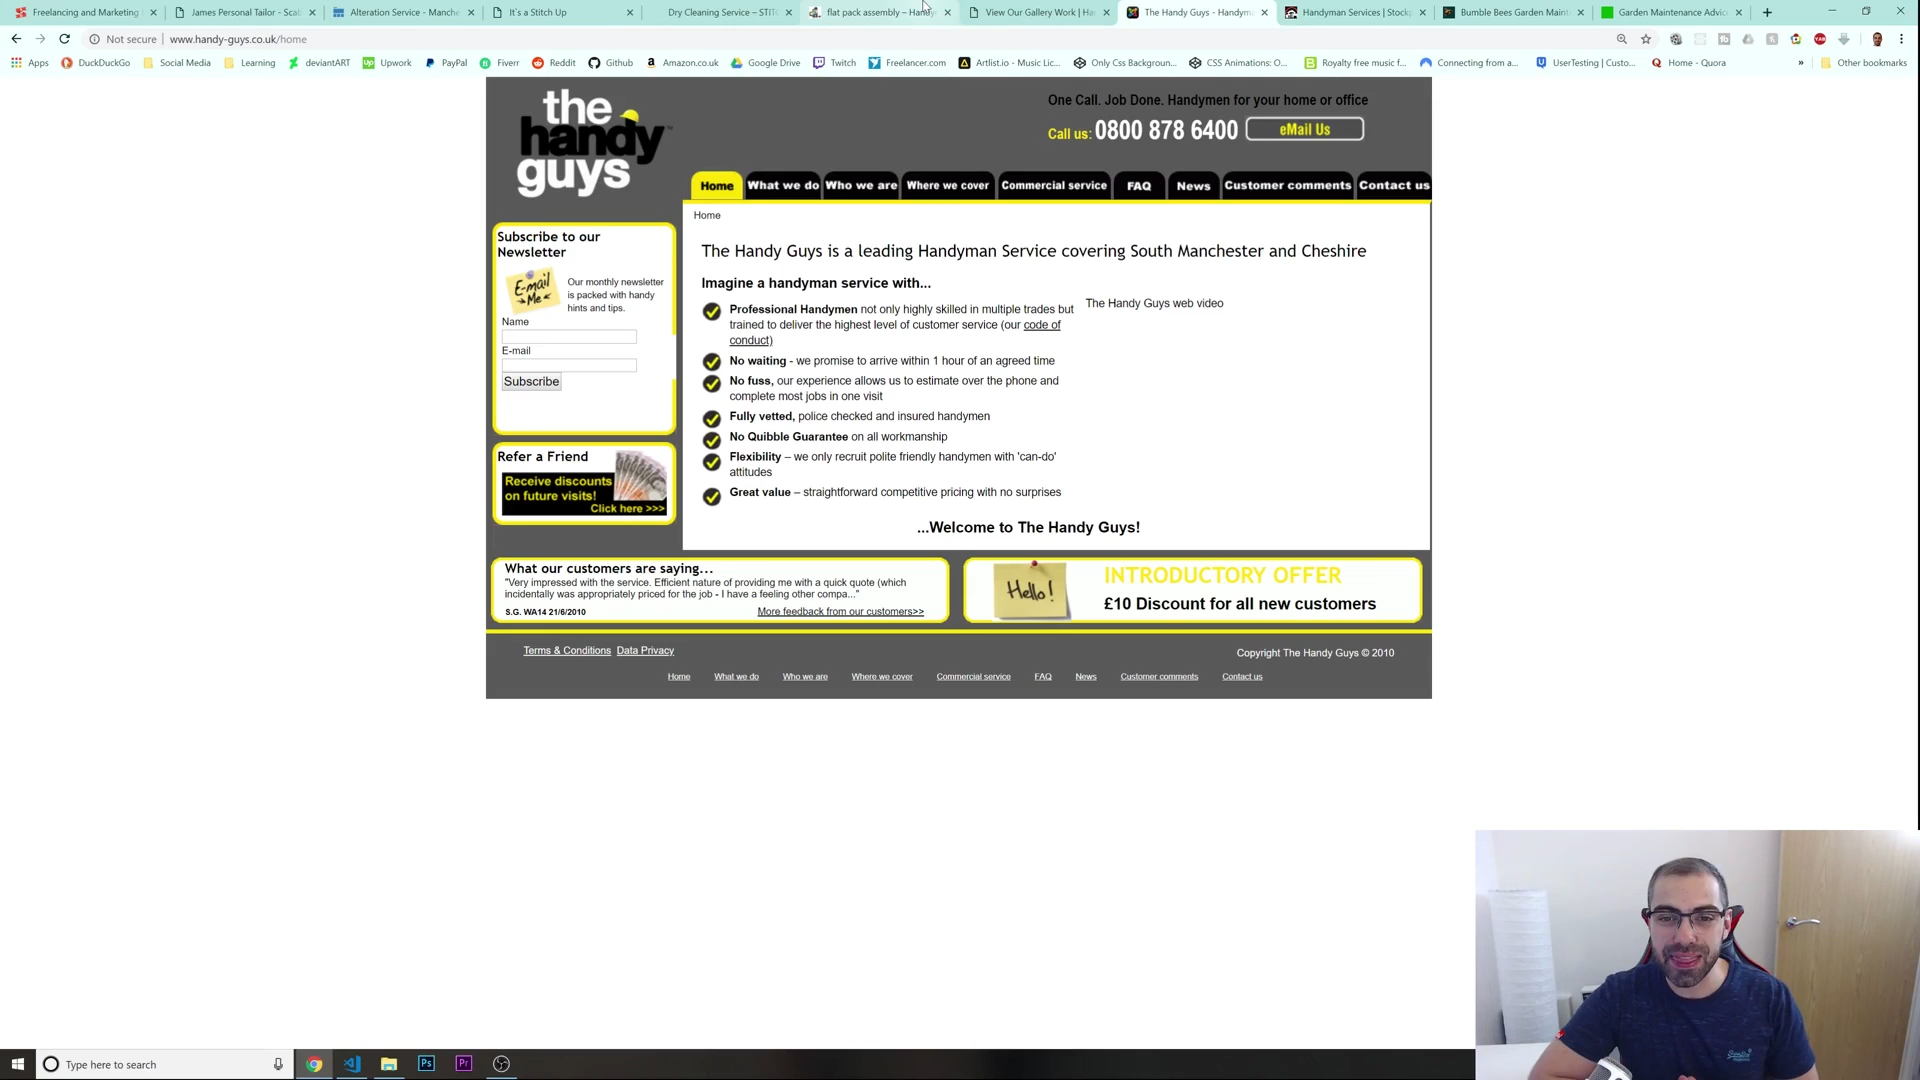 Freelancing and Marketing
James Personal Tailor - Scab
Alteration Service - Manche
It's a Stitch Up
Dry Cleaning Service – STIT
flat pack assembly – Handy
View Our Gallery Work | Ha
The Handy Guys - Handym
Handyman Services | Stockp
Bumble Bees Garden Maint
Garden Maintenance Advic
Not secure | www.handy-guys.co.uk/home
Apps DuckDuckGo Social Media Learning deviantART Upwork PayPal Fiverr Reddit Github Amazon.co.uk Google Drive Twitch Freelancer.com Artlist.io - Music Lic... Only Css Backgroun... CSS Animations: O... Royalty free music f... Connecting from a... UserTesting | Custo... Home - Quora » Other bookmarks
the
handy
guys
One Call. Job Done. Handymen for your home or office
Call us: 0800 878 6400 eMail Us
Home What we do Who we are Where we cover Commercial service FAQ News Customer comments Contact us
Home
Subscribe to our
Newsletter
E-mail
Me
Our monthly newsletter
is packed with handy
hints and tips.
Name
E-mail
Subscribe
Refer a Friend
Receive discounts
on future visits!
Click here >>>
The Handy Guys is a leading Handyman Service covering South Manchester and Cheshire
Imagine a handyman service with...
Professional Handymen not only highly skilled in multiple trades but
trained to deliver the highest level of customer service (our code of
conduct)
No waiting - we promise to arrive within 1 hour of an agreed time
No fuss, our experience allows us to estimate over the phone and
complete most jobs in one visit
Fully vetted, police checked and insured handymen
No Quibble Guarantee on all workmanship
Flexibility – we only recruit polite friendly handymen with 'can-do'
attitudes
Great value – straightforward competitive pricing with no surprises
The Handy Guys web video
...Welcome to The Handy Guys!
What our customers are saying...
"Very impressed with the service. Efficient nature of providing me with a quick quote (which
incidentally was appropriately priced for the job - I have a feeling other compa..."
S.G. WA14 21/6/2010 More feedback from our customers>>
Hello!
INTRODUCTORY OFFER
£10 Discount for all new customers
Terms & Conditions Data Privacy
Copyright The Handy Guys © 2010
Home What we do Who we are Where we cover Commercial service FAQ News Customer comments Contact us
Type here to search
Ps
Pr